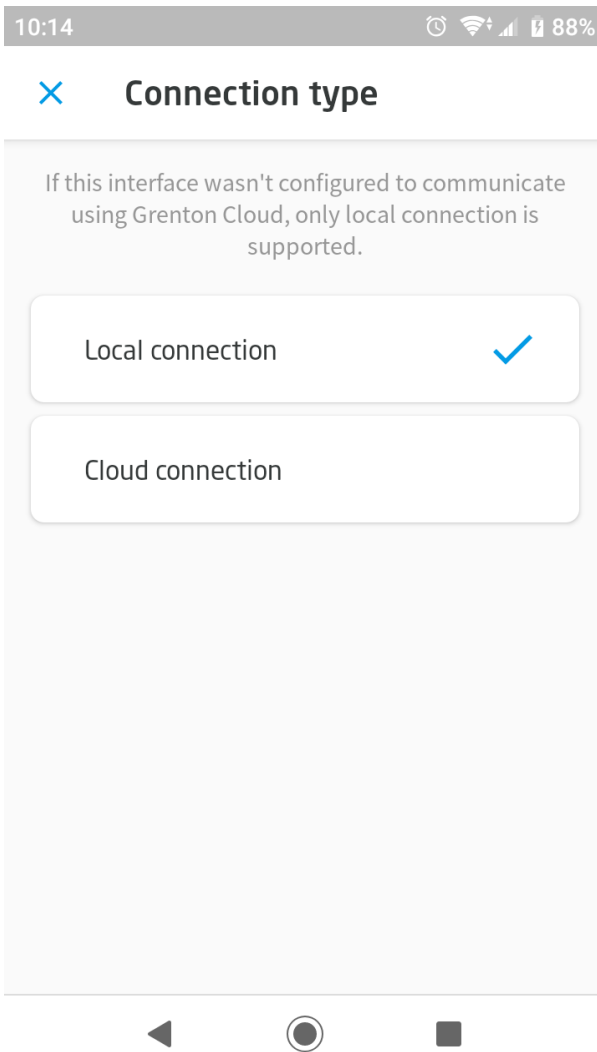 10:14 88%
Connection type
If this interface wasn't configured to communicate
using Grenton Cloud, only local connection is
supported.
Local connection
Cloud connection